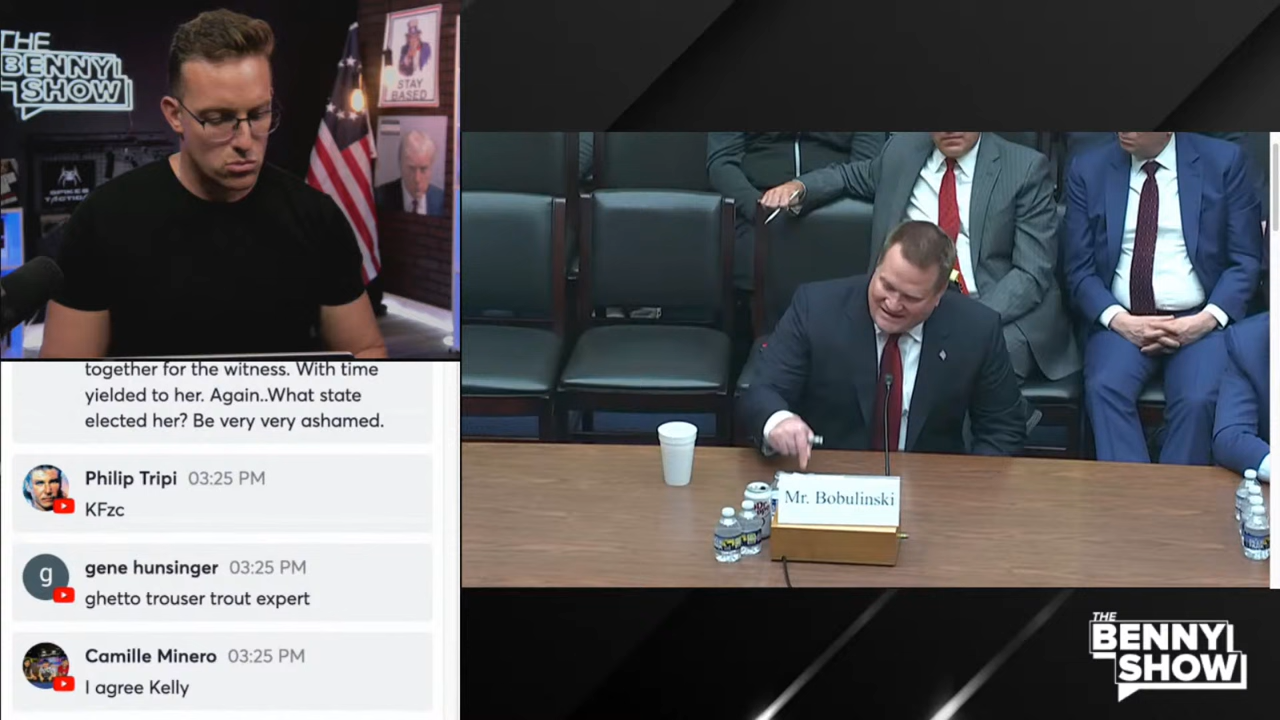 THE
BENNY
SHOW
STAY
BASED
SPIKES
TACTICAL
together for the witness. With time
yielded to her. Again..What state
elected her? Be very very ashamed.
Philip Tripi 03:25 PM
KFzc
g
gene hunsinger 03:25 PM
ghetto trouser trout expert
Camille Minero 03:25 PM
I agree Kelly
Mr. Bobulinski
THE
BENNY
SHOW